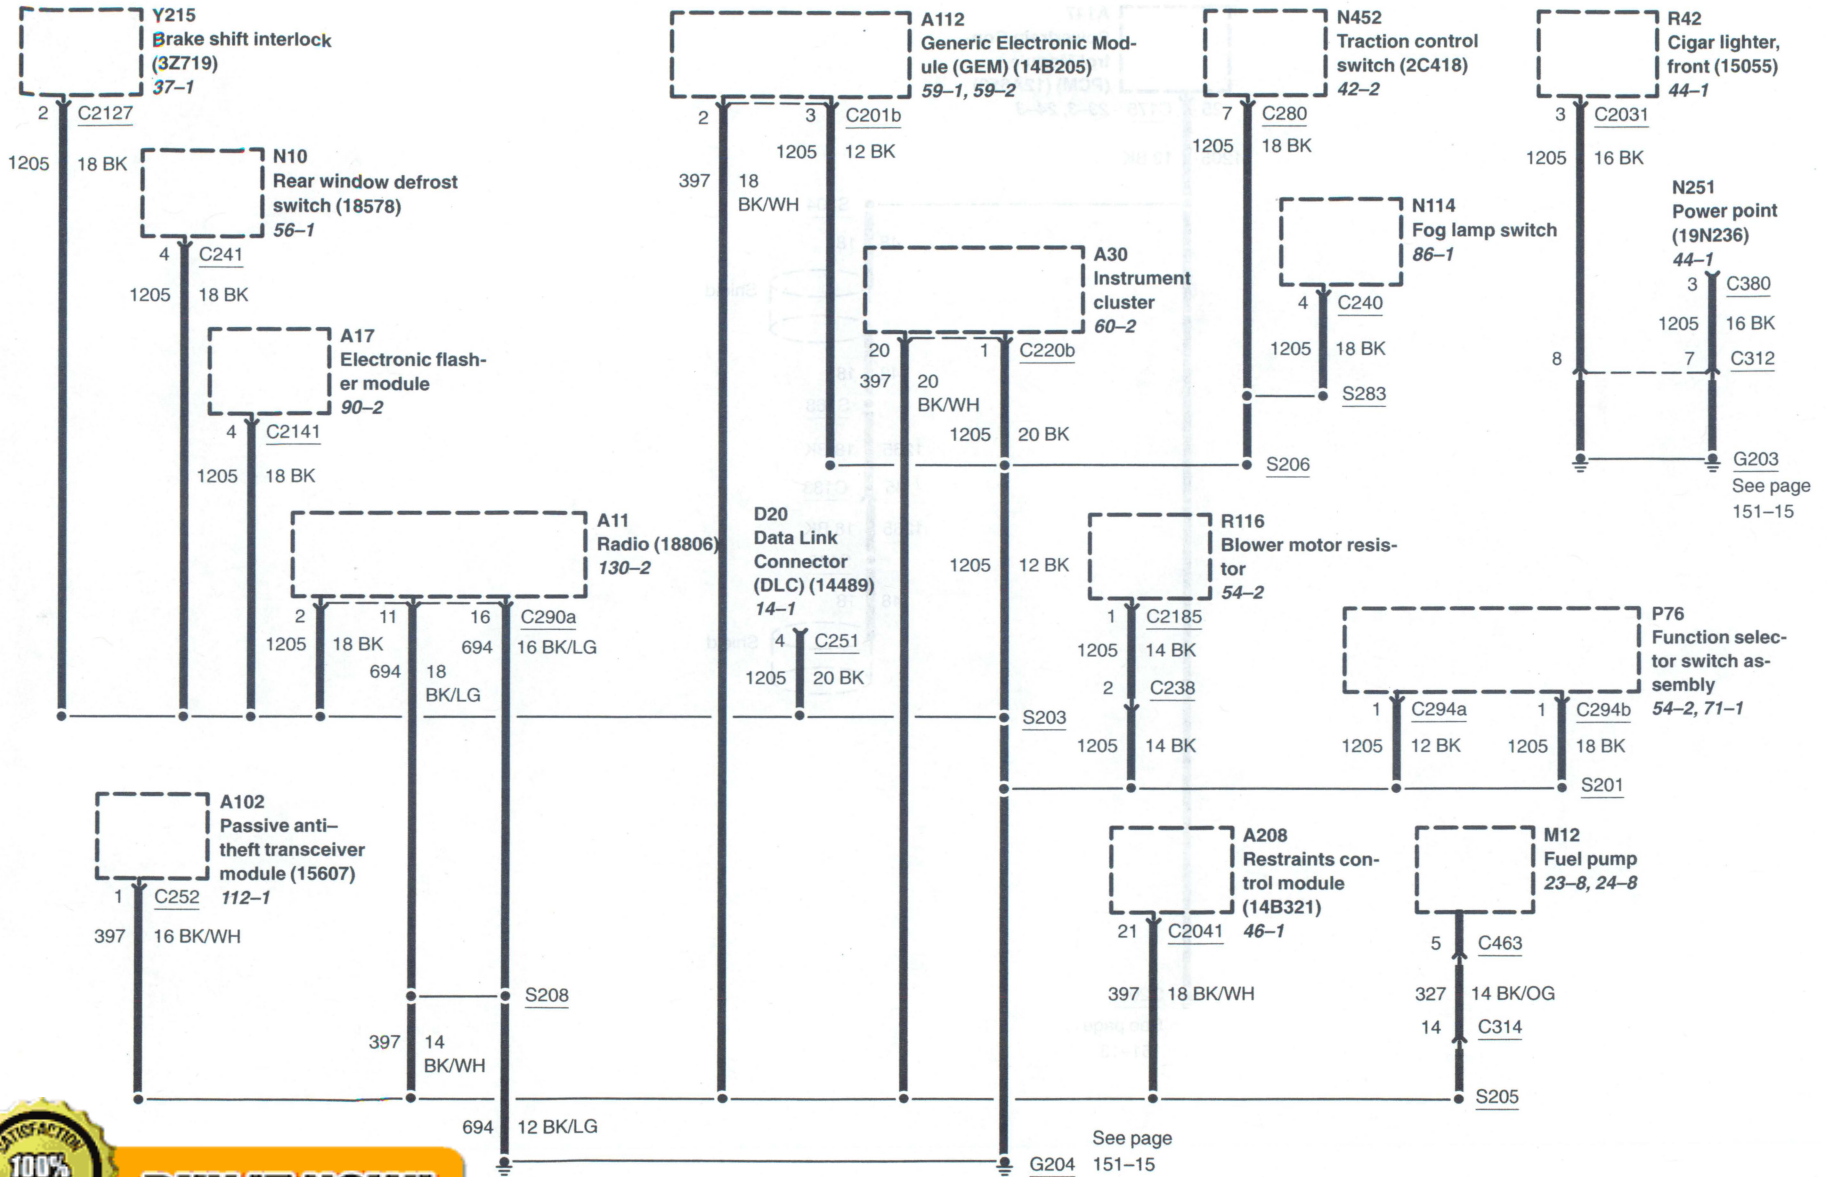 Y215
Brake shift interlock
(3Z719)
37–1
2 C2127
1205 18 BK
N10
Rear window defrost
switch (18578)
56–1
4 C241
1205 18 BK
A17
Electronic flash-
er module
90–2
4 C2141
1205 18 BK
A11
Radio (18806)
130–2
2 11 16 C290a
1205 18 BK
694 18
BK/LG
694 16 BK/LG
A112
Generic Electronic Mod-
ule (GEM) (14B205)
59–1, 59–2
2 3 C201b
1205 12 BK
397 18
BK/WH
A30
Instrument
cluster
60–2
20 1 C220b
397 20
BK/WH
1205 20 BK
N452
Traction control
switch (2C418)
42–2
7 C280
1205 18 BK
N114
Fog lamp switch
86–1
4 C240
1205 18 BK
S283
S206
R42
Cigar lighter,
front (15055)
44–1
3 C2031
1205 16 BK
N251
Power point
(19N236)
44–1
3 C380
1205 16 BK
8 7 C312
G203
See page
151–15
D20
Data Link
Connector
(DLC) (14489)
14–1
4 C251
1205 20 BK
1205 12 BK
S203
R116
Blower motor resis-
tor
54–2
1 C2185
1205 14 BK
2 C238
1205 14 BK
P76
Function selec-
tor switch as-
sembly
54–2, 71–1
1 C294a
1205 12 BK
1 C294b
1205 18 BK
S201
A102
Passive anti–
theft transceiver
module (15607)
112–1
1 C252
397 16 BK/WH
S208
397 14
BK/WH
A208
Restraints con-
trol module
(14B321)
46–1
21 C2041
397 18 BK/WH
M12
Fuel pump
23–8, 24–8
5 C463
327 14 BK/OG
14 C314
S205
694 12 BK/LG
See page
G204 151–15
SATISFACTION
100%